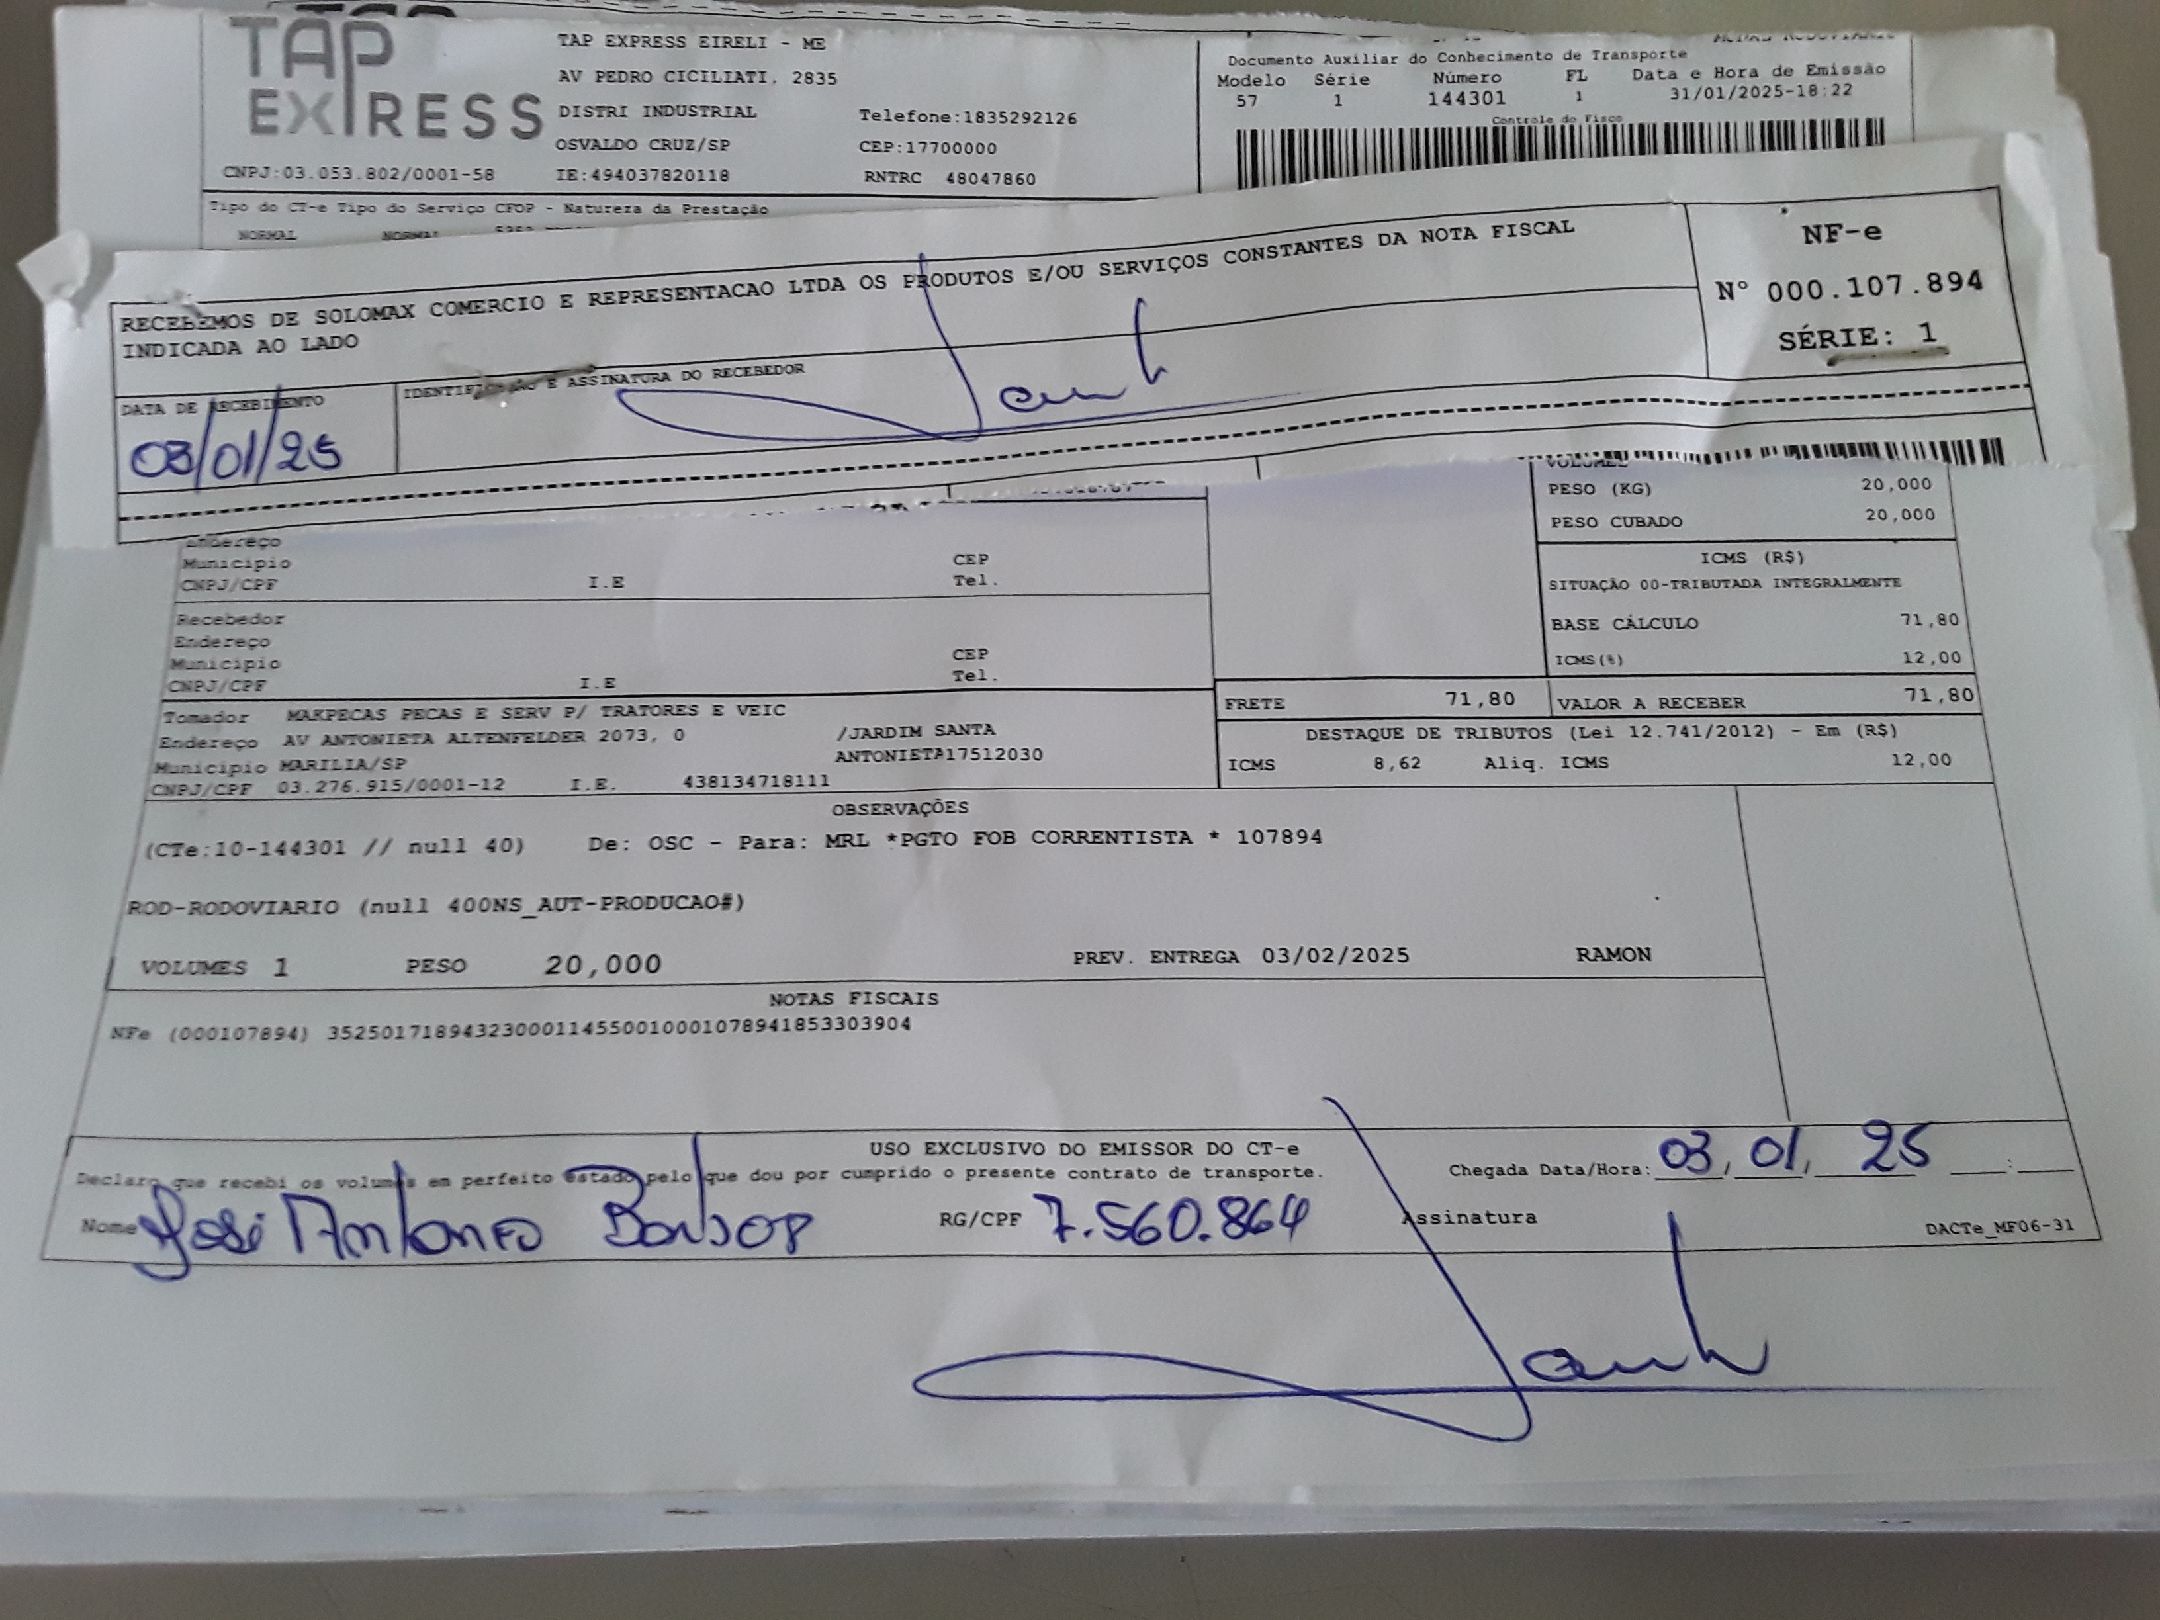 TAP
EXPRESS
TAP EXPRESS EIRELI - ME
AV PEDRO CICILIATI, 2835
DISTRI INDUSTRIAL Telefone:1835292126
OSVALDO CRUZ/SP CEP:17700000
CNPJ:03.053.802/0001-58 IE:494037820118 RNTRC 48047860
Documento Auxiliar do Conhecimento de Transporte
Modelo Série Número FL Data e Hora de Emissão
57 1 144301 1 31/01/2025-18:22
Controle do Fisco
Tipo do CT-e Tipo do Serviço CFOP - Natureza da Prestação
NORMAL NORMAL
RECEBEMOS DE SOLOMAX COMERCIO E REPRESENTACAO LTDA OS PRODUTOS E/OU SERVIÇOS CONSTANTES DA NOTA FISCAL
INDICADA AO LADO
NF-e
Nº 000.107.894
SÉRIE: 1
DATA DE RECEBIMENTO IDENTIFICAÇÃO E ASSINATURA DO RECEBEDOR
03/01/25
VOLUMES
PESO (KG) 20,000
PESO CUBADO 20,000
Endereço
Município CEP
CNPJ/CPF I.E Tel.
ICMS (R$)
SITUAÇÃO 00-TRIBUTADA INTEGRALMENTE
BASE CÁLCULO 71,80
ICMS(%) 12,00
Recebedor
Endereço
Município CEP
CNPJ/CPF I.E Tel.
FRETE 71,80 VALOR A RECEBER 71,80
Tomador MAKPECAS PECAS E SERV P/ TRATORES E VEIC
Endereço AV ANTONIETA ALTENFELDER 2073, 0 /JARDIM SANTA
Município MARILIA/SP ANTONIETA17512030
CNPJ/CPF 03.276.915/0001-12 I.E. 438134718111
DESTAQUE DE TRIBUTOS (Lei 12.741/2012) - Em (R$)
ICMS 8,62 Aliq. ICMS 12,00
OBSERVAÇÕES
(CTe:10-144301 // null 40) De: OSC - Para: MRL *PGTO FOB CORRENTISTA * 107894
ROD-RODOVIARIO (null 400NS_AUT-PRODUCAO#)
VOLUMES 1 PESO 20,000 PREV. ENTREGA 03/02/2025 RAMON
NOTAS FISCAIS
NFe (000107894) 35250171894323000114550010001078941853303904
USO EXCLUSIVO DO EMISSOR DO CT-e
Declaro que recebi os volumes em perfeito estado pelo que dou por cumprido o presente contrato de transporte.
Chegada Data/Hora: 03, 01, 25 :
Nome José Antonio RG/CPF 7.560.864 Assinatura
DACTe_MF06-31